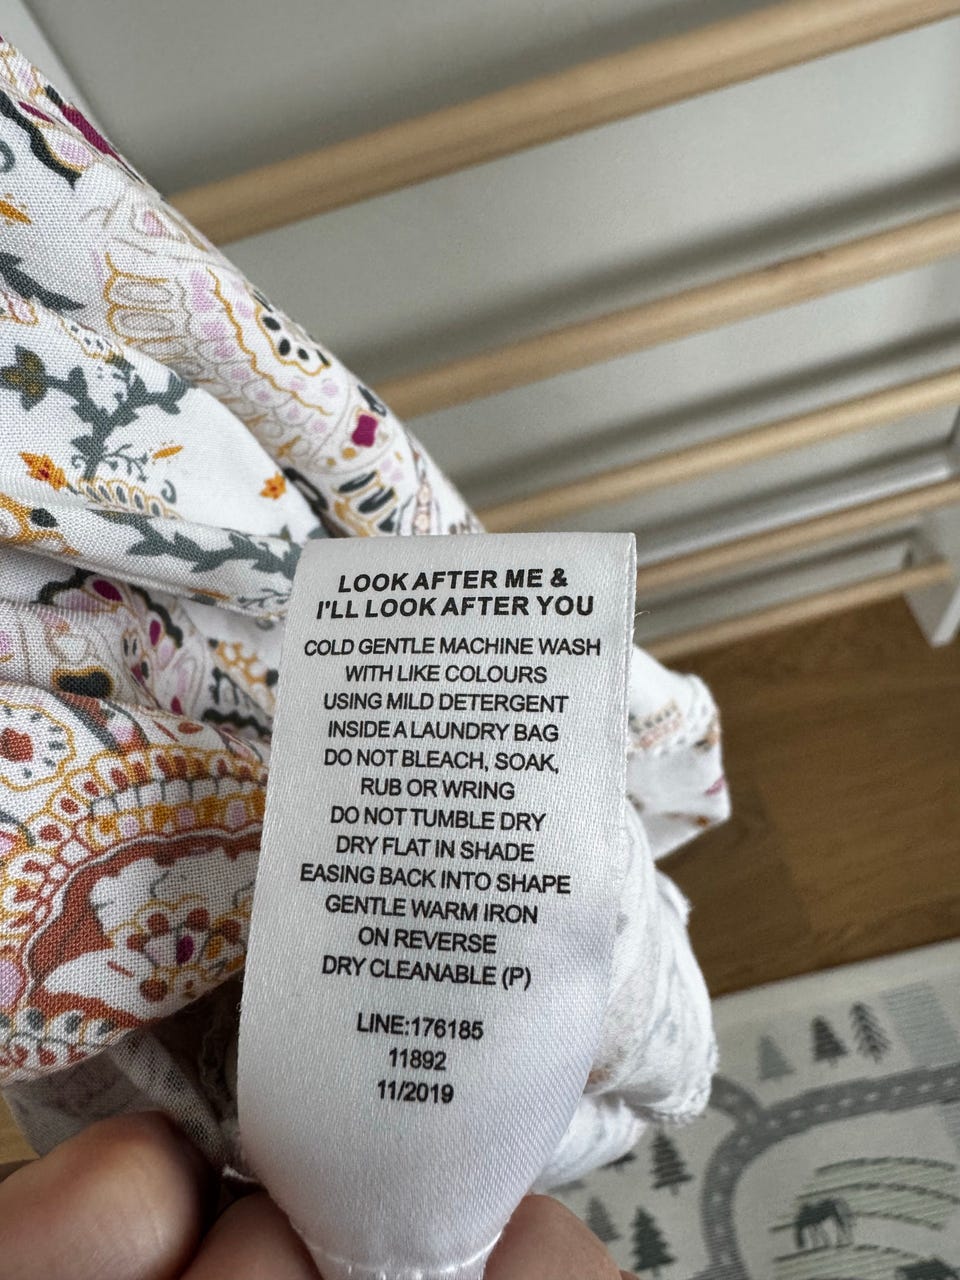 LOOK AFTER ME &
I'LL LOOK AFTER YOU
COLD GENTLE MACHINE WASH
WITH LIKE COLOURS
USING MILD DETERGENT
INSIDE A LAUNDRY BAG
DO NOT BLEACH, SOAK,
RUB OR WRING
DO NOT TUMBLE DRY
DRY FLAT IN SHADE
EASING BACK INTO SHAPE
GENTLE WARM IRON
ON REVERSE
DRY CLEANABLE (P)
LINE:176185
11892
11/2019